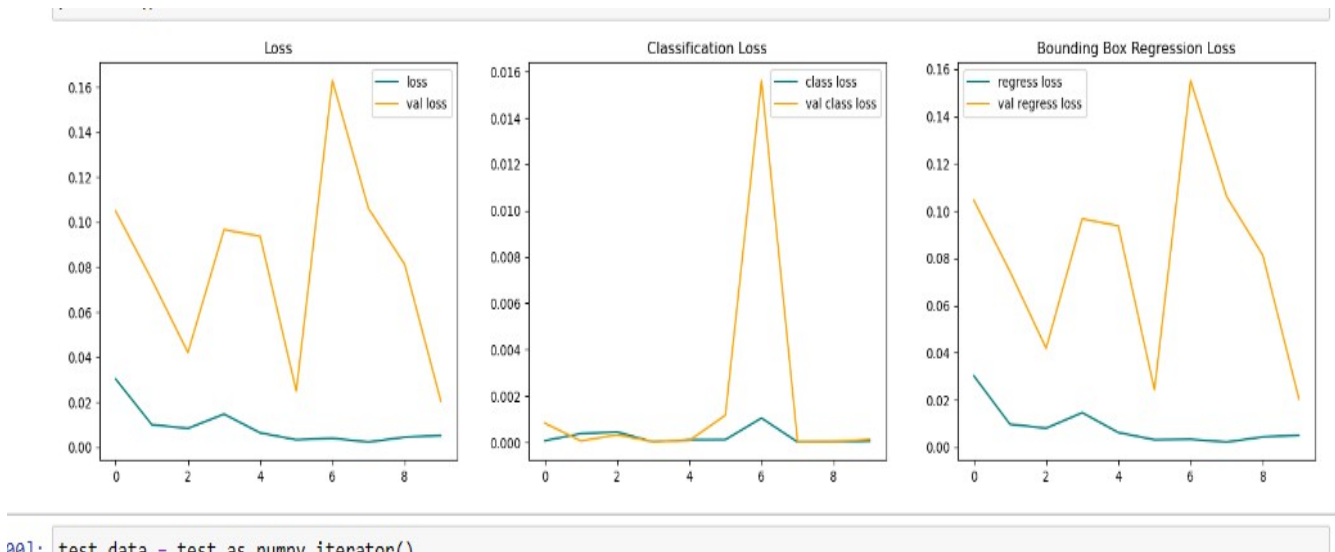 Loss
loss
val loss
0.16
0.14
0.12
0.10
0.08
0.06
0.04
0.02
0.00
0 2 4 6 8
Classification Loss
class loss
val class loss
0.016
0.014
0.012
0.010
0.008
0.006
0.004
0.002
0.000
0 2 4 6 8
Bounding Box Regression Loss
regress loss
val regress loss
0.16
0.14
0.12
0.10
0.08
0.06
0.04
0.02
0.00
0 2 4 6 8
00]: test_data = test.as_numpy_iterator()